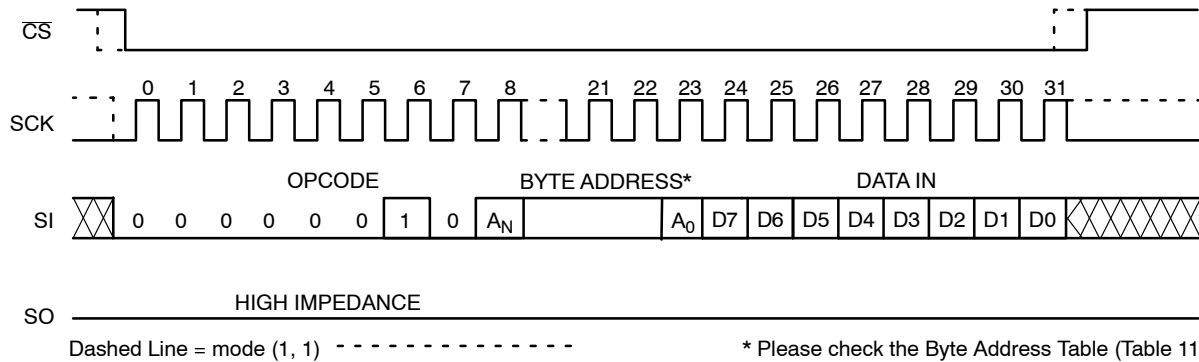 CS
0 1 2 3 4 5 6 7 8 21 22 23 24 25 26 27 28 29 30 31
SCK
OPCODE BYTE ADDRESS* DATA IN
SI 0 0 0 0 0 0 1 0 AN A0 D7 D6 D5 D4 D3 D2 D1 D0
HIGH IMPEDANCE
SO
Dashed Line = mode (1, 1) * Please check the Byte Address Table (Table 11